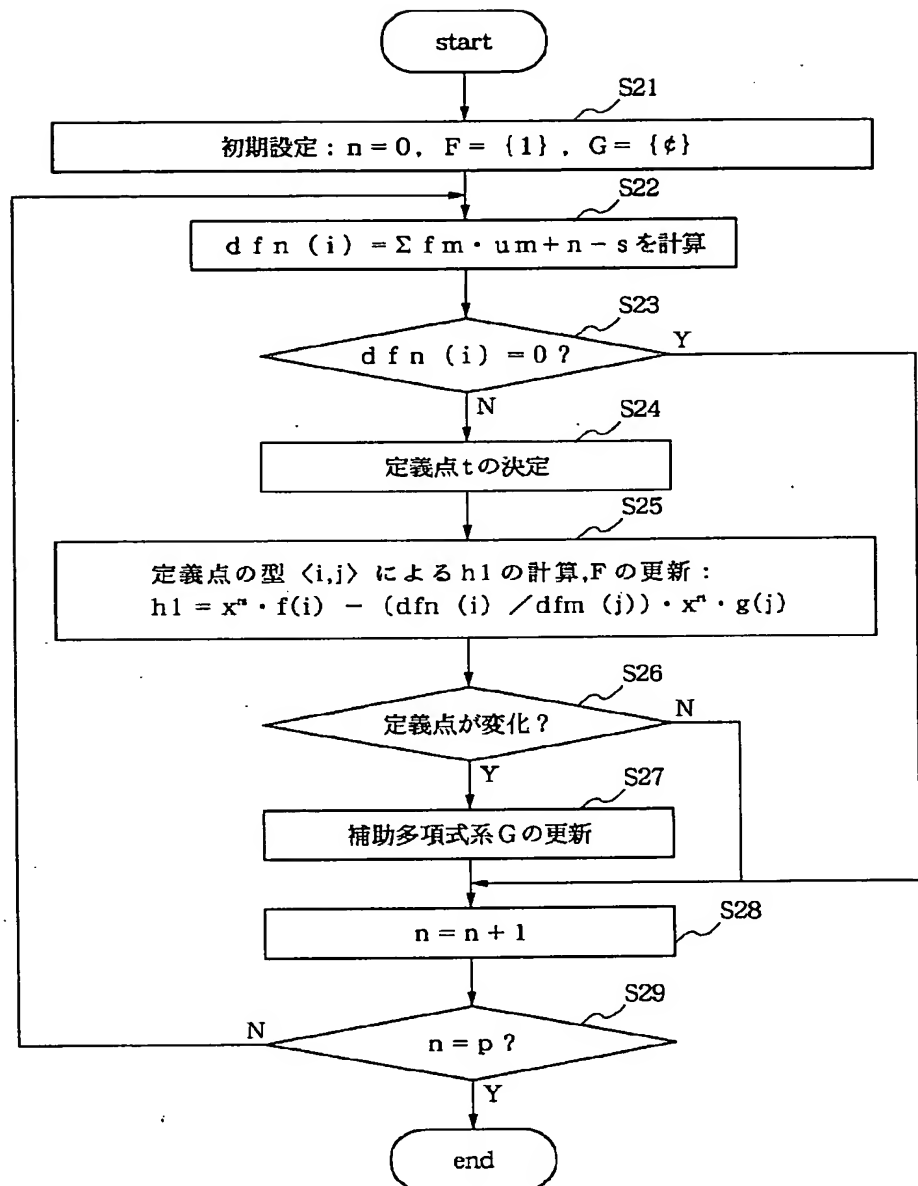 start
S21
初期設定：n＝0，F＝{1}，G＝{¢}
S22
dfn（i）＝Σfm・um＋n－sを計算
S23
dfn（i）＝0？
Y
N
S24
定義点tの決定
S25
定義点の型〈i,j〉によるh1の計算,Fの更新：
h1＝xⁿ・f(i)－(dfn（i）／dfm（j))・xⁿ・g(j)
S26
定義点が変化？
N
Y
S27
補助多項式系Gの更新
n＝n＋1
S28
S29
N
n＝p？
Y
end